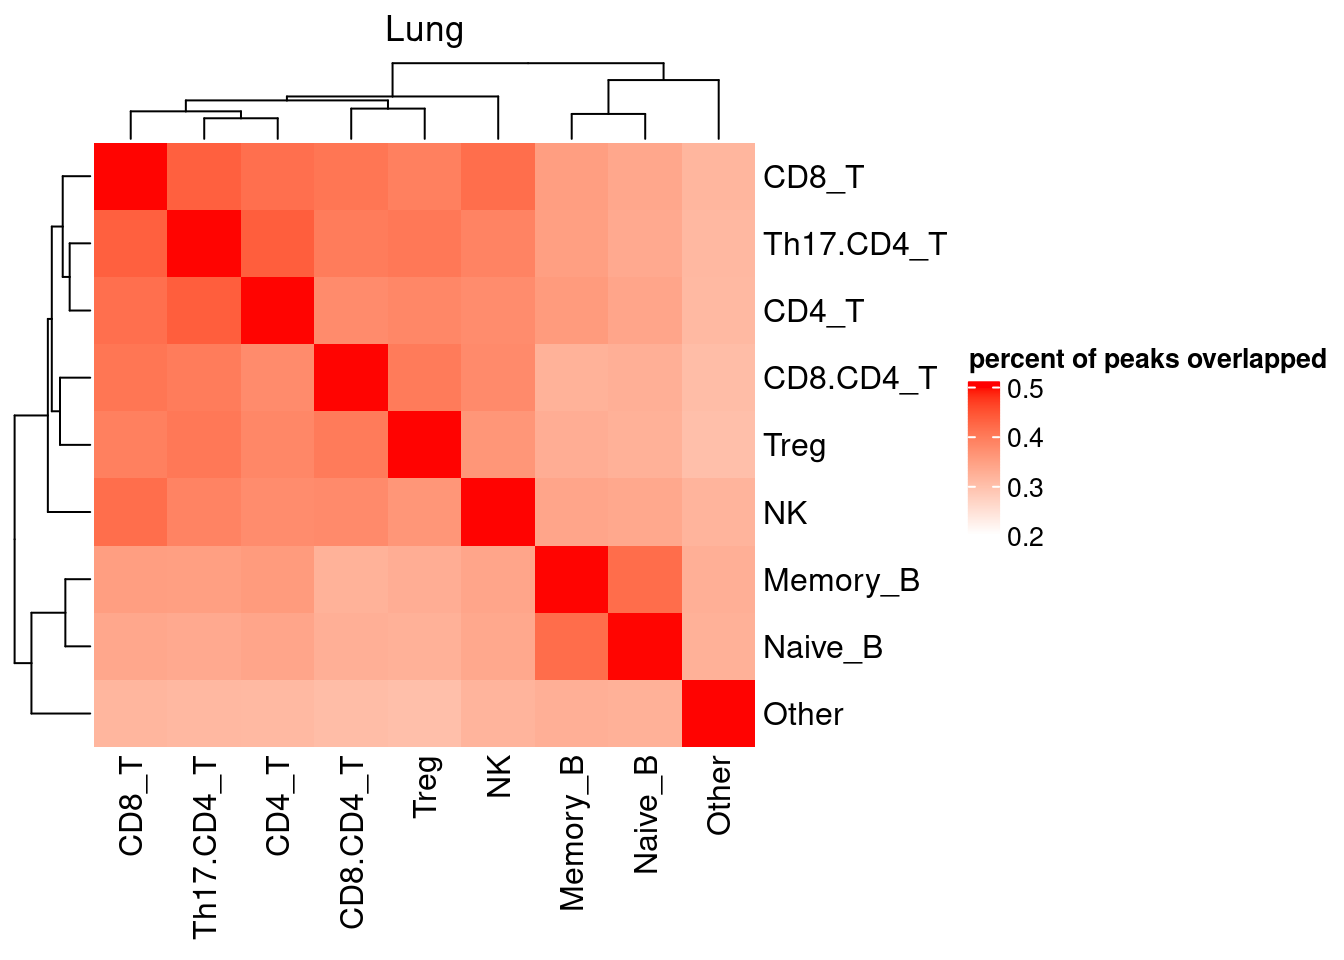 Lung
CD8_T
Th17.CD4_T
CD4_T
CD8.CD4_T
Treg
NK
Memory_B
Naive_B
Other
percent of peaks overlapped
0.5
0.4
0.3
0.2
CD8_T
Th17.CD4_T
CD4_T
CD8.CD4_T
Treg
NK
Memory_B
Naive_B
Other